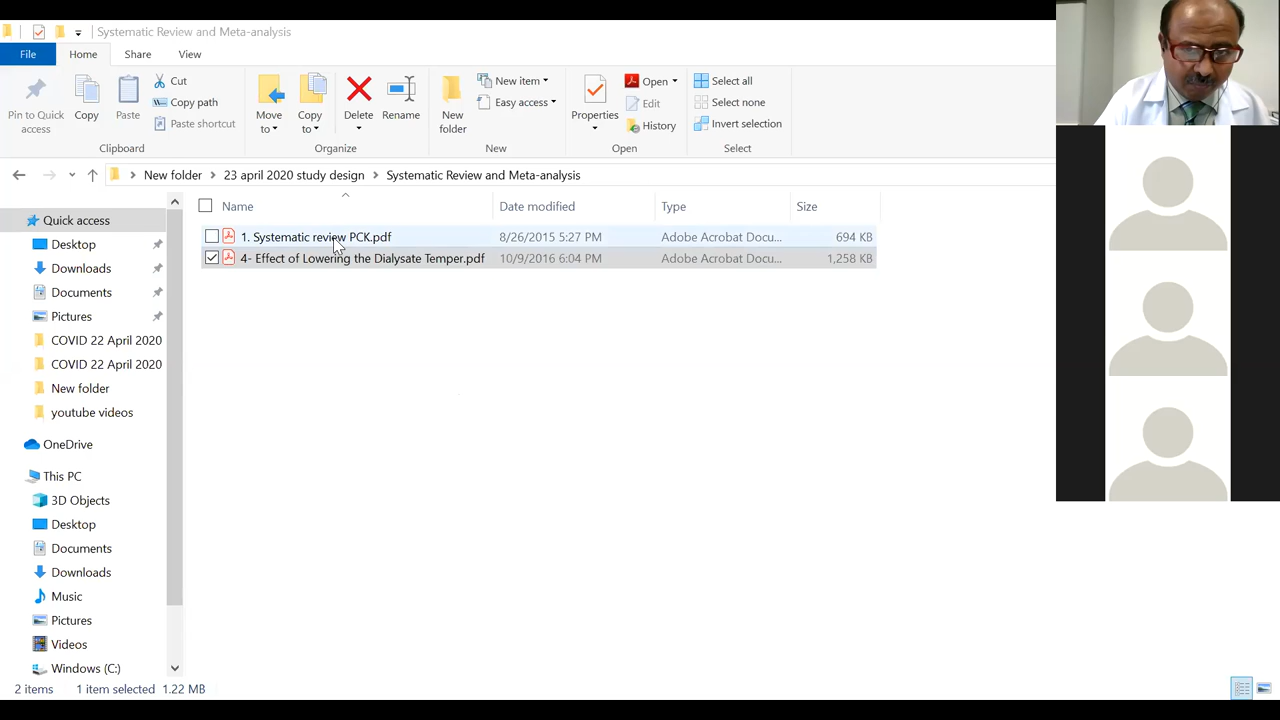 Systematic Review and Meta-analysis
File Home Share View
Pin to Quick access
Copy
Paste
Cut
Copy path
Paste shortcut
Clipboard
Move to
Copy to
Delete
Rename
Organize
New folder
New item
Easy access
New
Properties
Open
Edit
History
Open
Select all
Select none
Invert selection
Select
New folder 23 april 2020 study design Systematic Review and Meta-analysis
Name Date modified Type Size
1. Systematic review PCK.pdf 8/26/2015 5:27 PM Adobe Acrobat Docu... 694 KB
4- Effect of Lowering the Dialysate Temper.pdf 10/9/2016 6:04 PM Adobe Acrobat Docu... 1,258 KB
Quick access
Desktop
Downloads
Documents
Pictures
COVID 22 April 2020
COVID 22 April 2020
New folder
youtube videos
OneDrive
This PC
3D Objects
Desktop
Documents
Downloads
Music
Pictures
Videos
Windows (C:)
2 items 1 item selected 1.22 MB